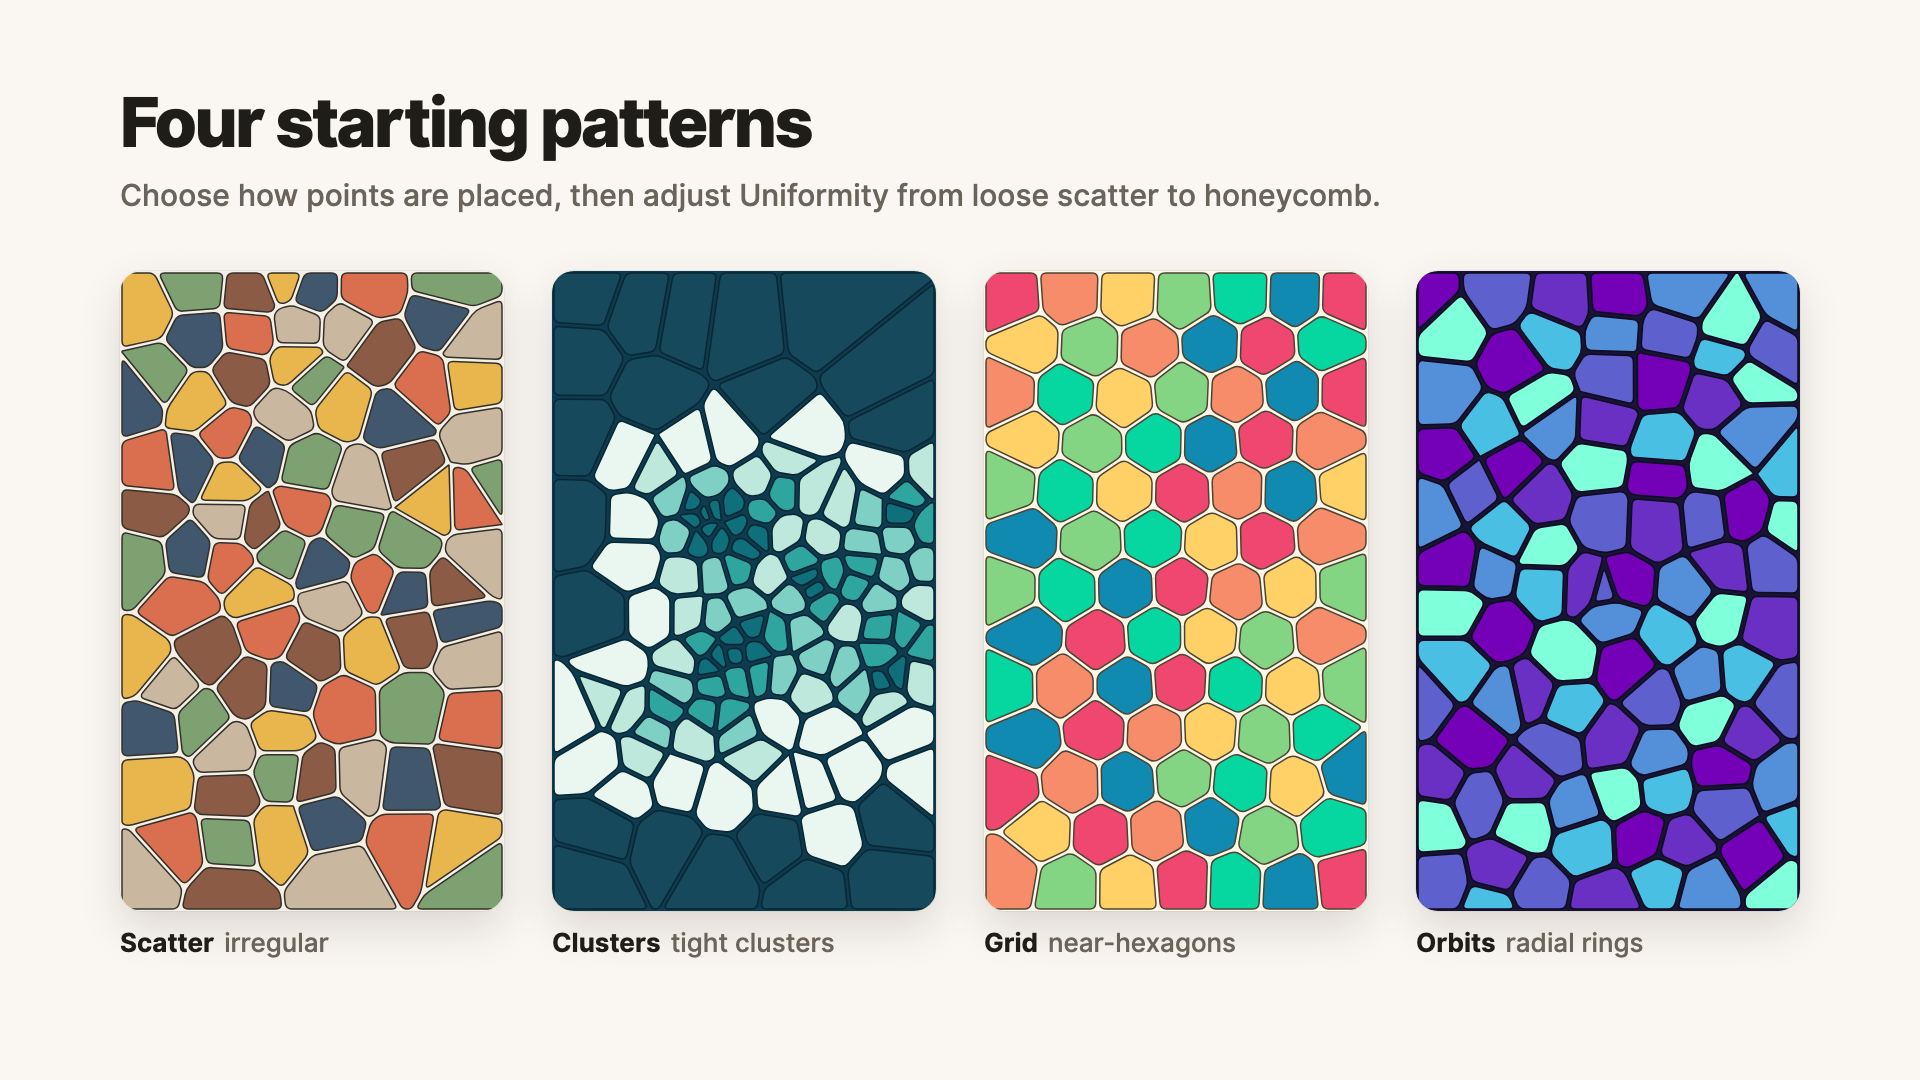 Four starting patterns
Choose how points are placed, then adjust Uniformity from loose scatter to honeycomb.
Scatter irregular
Clusters tight clusters
Grid near-hexagons
Orbits radial rings